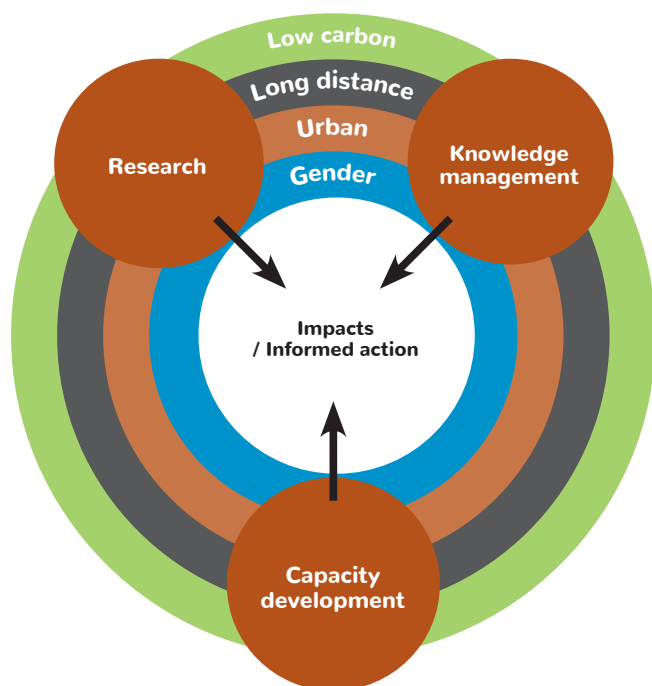 Low carbon
Long distance
Urban
Gender
Research
Knowledge
management
Impacts
/ Informed action
Capacity
development